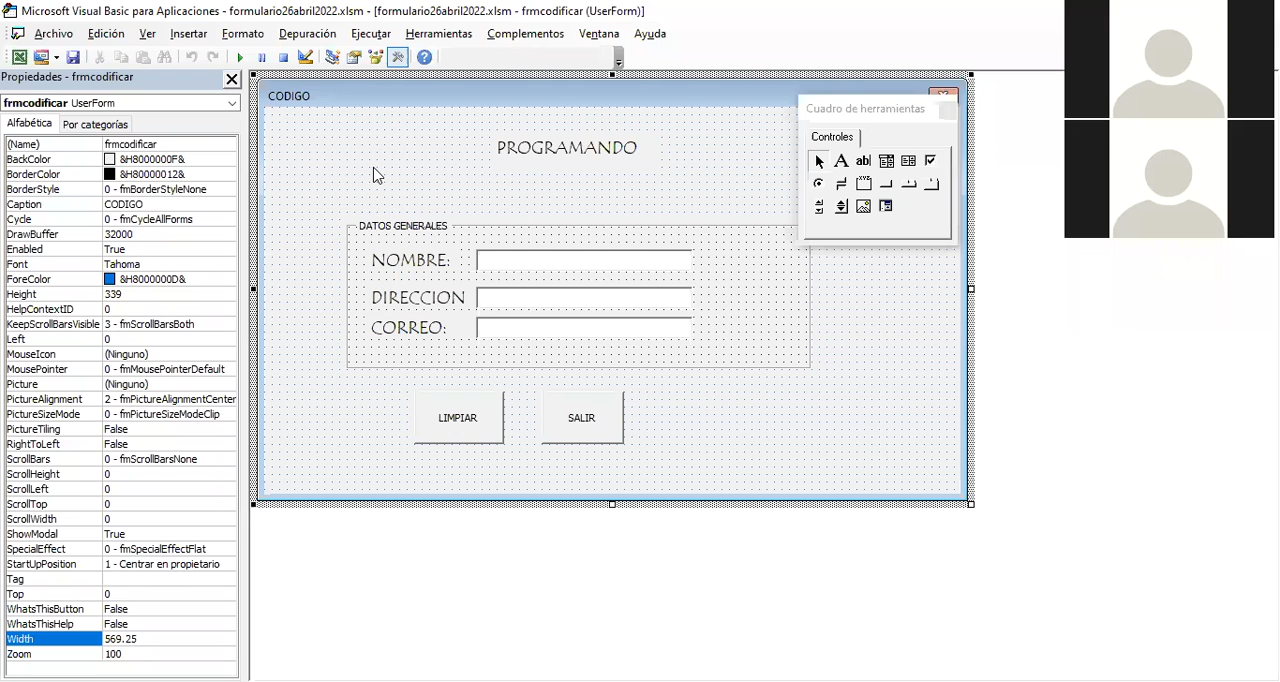 Microsoft Visual Basic para Aplicaciones - formulario26abril2022.xlsm - [formulario26abril2022.xlsm - frmcodificar (UserForm)]
Archivo Edición Ver Insertar Formato Depuración Ejecutar Herramientas Complementos Ventana Ayuda
Propiedades - frmcodificar
frmcodificar UserForm
Alfabética Por categorías
(Name) frmcodificar
BackColor &H8000000F&
BorderColor &H80000012&
BorderStyle 0 - fmBorderStyleNone
Caption CODIGO
Cycle 0 - fmCycleAllForms
DrawBuffer 32000
Enabled True
Font Tahoma
ForeColor &H8000000D&
Height 339
HelpContextID 0
KeepScrollBarsVisible 3 - fmScrollBarsBoth
Left 0
MouseIcon (Ninguno)
MousePointer 0 - fmMousePointerDefault
Picture (Ninguno)
PictureAlignment 2 - fmPictureAlignmentCenter
PictureSizeMode 0 - fmPictureSizeModeClip
PictureTiling False
RightToLeft False
ScrollBars 0 - fmScrollBarsNone
ScrollHeight 0
ScrollLeft 0
ScrollTop 0
ScrollWidth 0
ShowModal True
SpecialEffect 0 - fmSpecialEffectFlat
StartUpPosition 1 - Centrar en propietario
Tag
Top 0
WhatsThisButton False
WhatsThisHelp False
Width 569.25
Zoom 100
CODIGO
PROGRAMANDO
DATOS GENERALES
NOMBRE:
DIRECCION
CORREO:
LIMPIAR SALIR
Cuadro de herramientas
Controles
A ab|